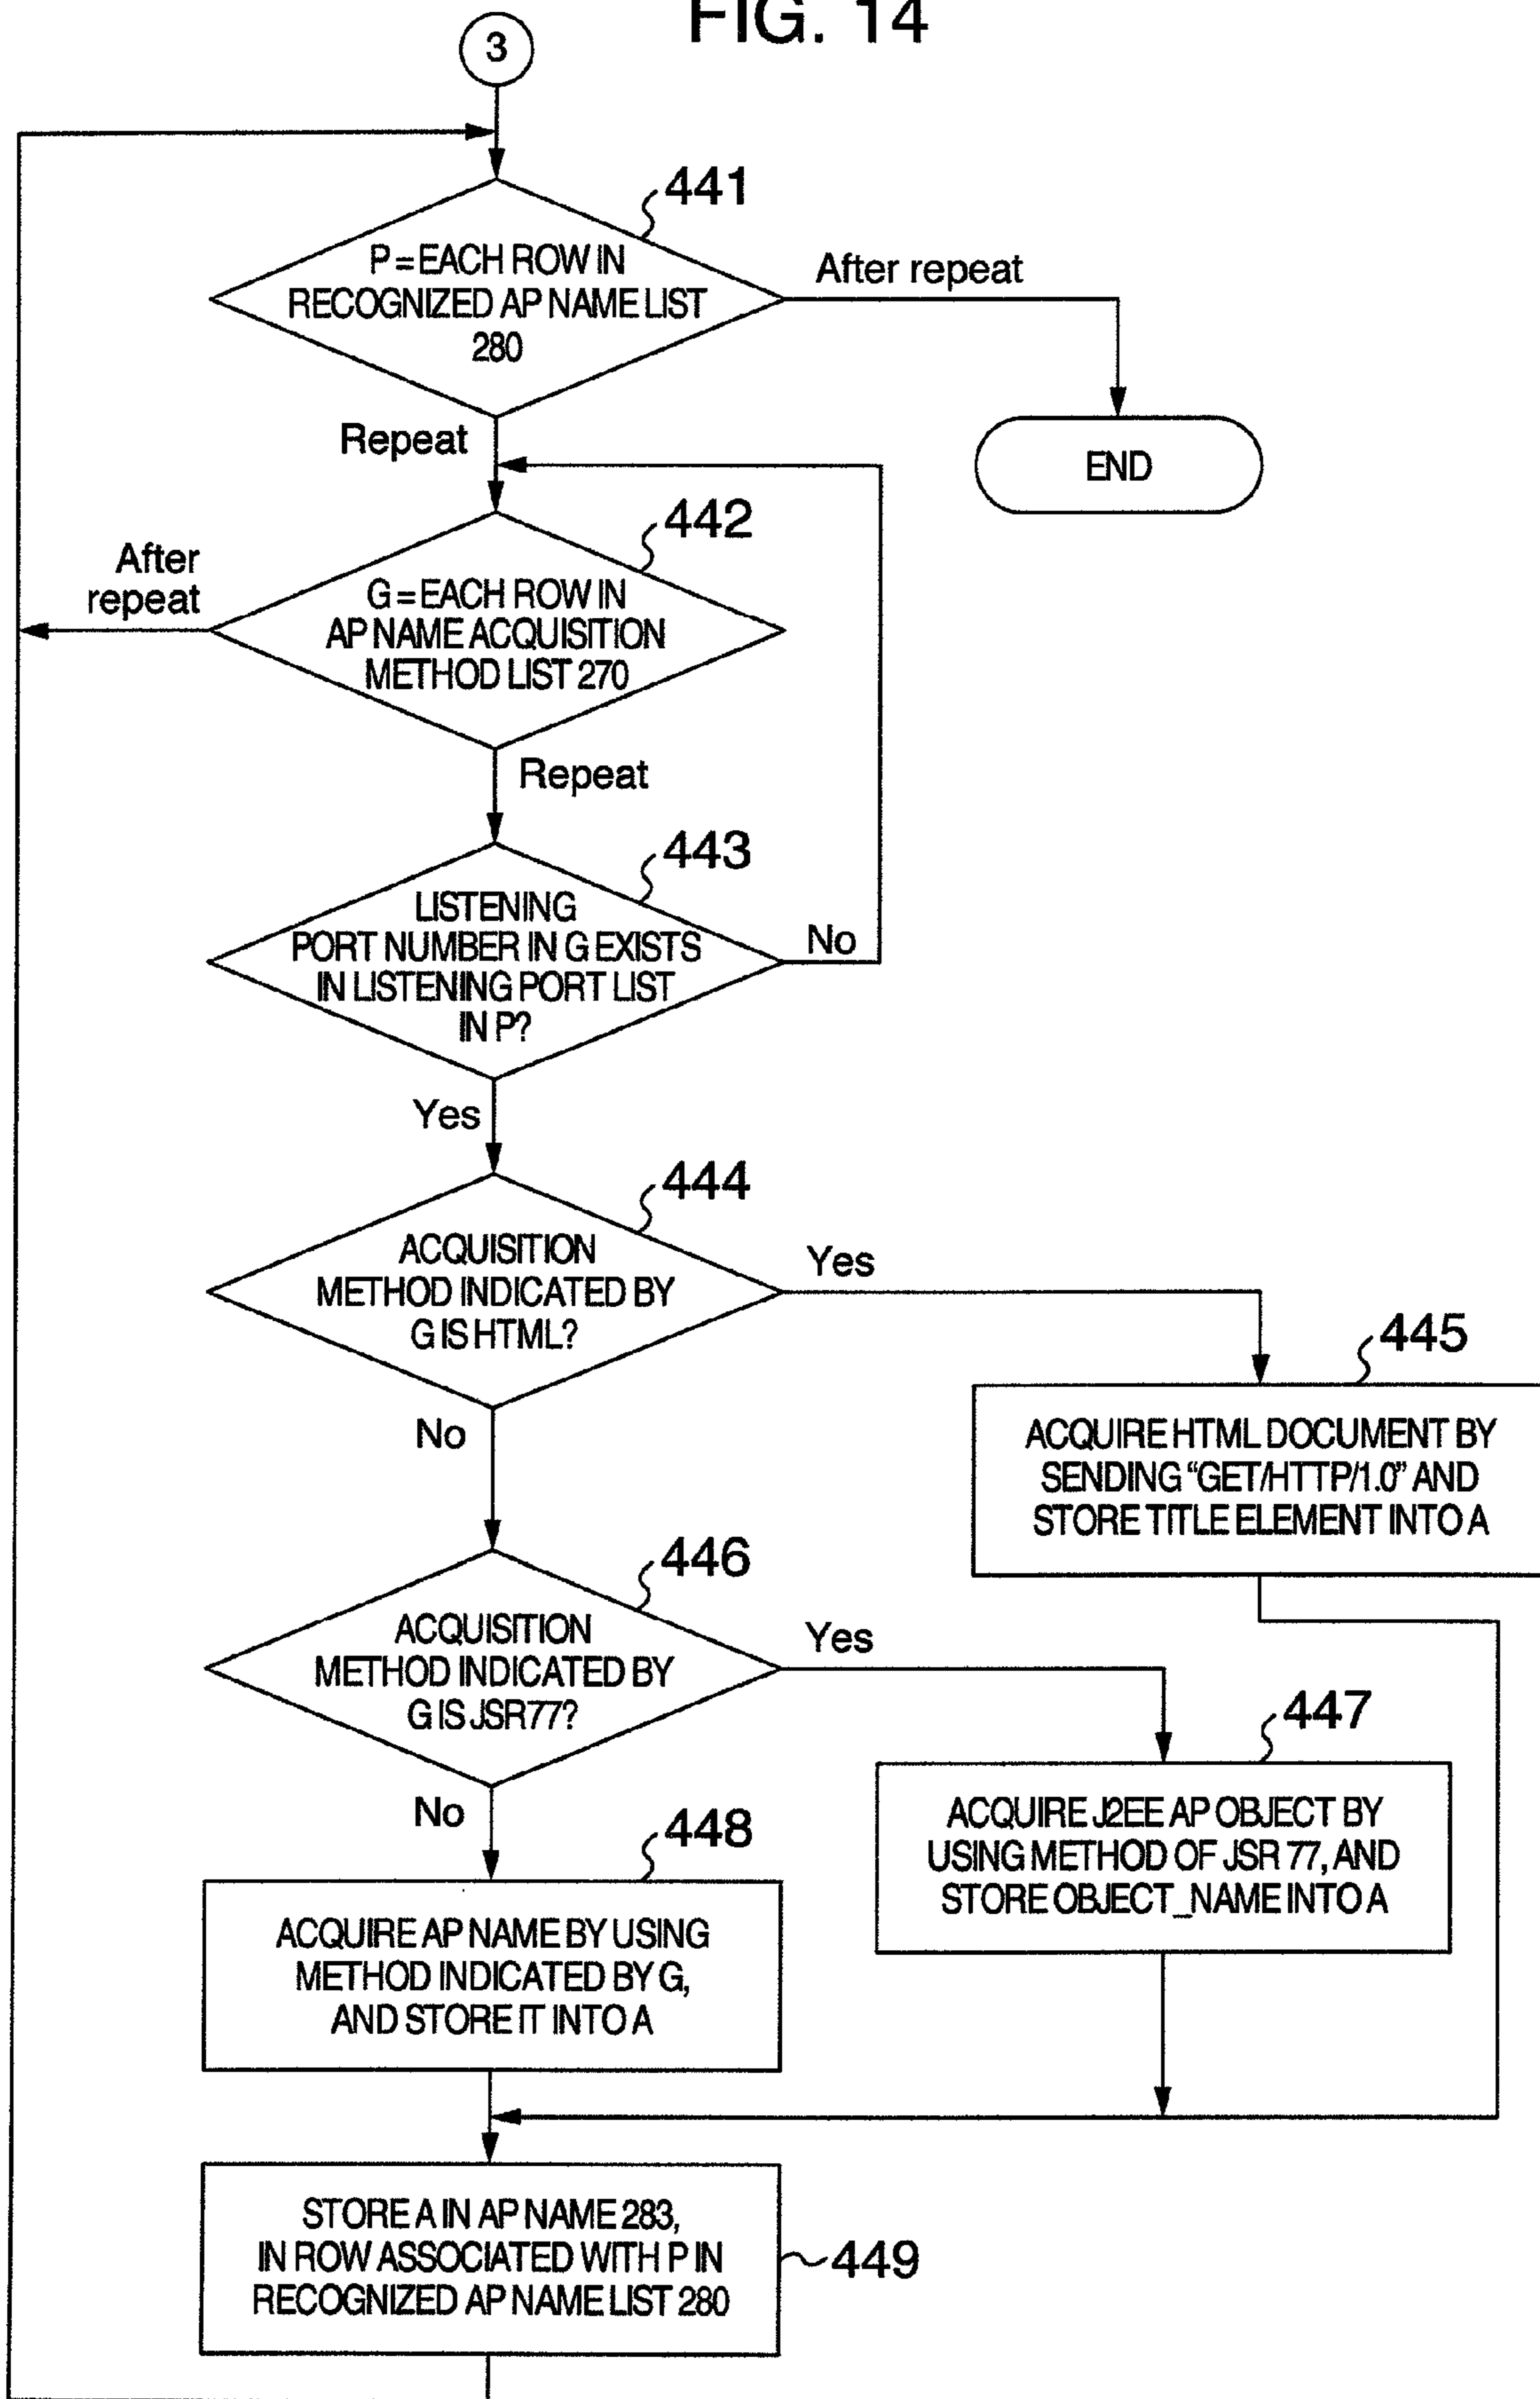 FIG. 14
3
441
P=EACH ROW IN
RECOGNIZED AP NAME LIST
280
After repeat
Repeat
END
442
After
repeat
G=EACH ROW IN
AP NAME ACQUISITION
METHOD LIST 270
Repeat
443
LISTENING
PORT NUMBER IN G EXISTS
IN LISTENING PORT LIST
IN P?
No
Yes
444
ACQUISITION
METHOD INDICATED BY
G IS HTML?
Yes
No
445
ACQUIRE HTML DOCUMENT BY
SENDING “GET/HTTP/1.0” AND
STORE TITLE ELEMENT INTO A
446
ACQUISITION
METHOD INDICATED BY
G IS JSR77?
Yes
No
447
ACQUIRE J2EE AP OBJECT BY
USING METHOD OF JSR 77, AND
STORE OBJECT_NAME INTO A
448
ACQUIRE AP NAME BY USING
METHOD INDICATED BY G,
AND STORE IT INTO A
STORE A IN AP NAME 283,
IN ROW ASSOCIATED WITH P IN
RECOGNIZED AP NAME LIST 280
449